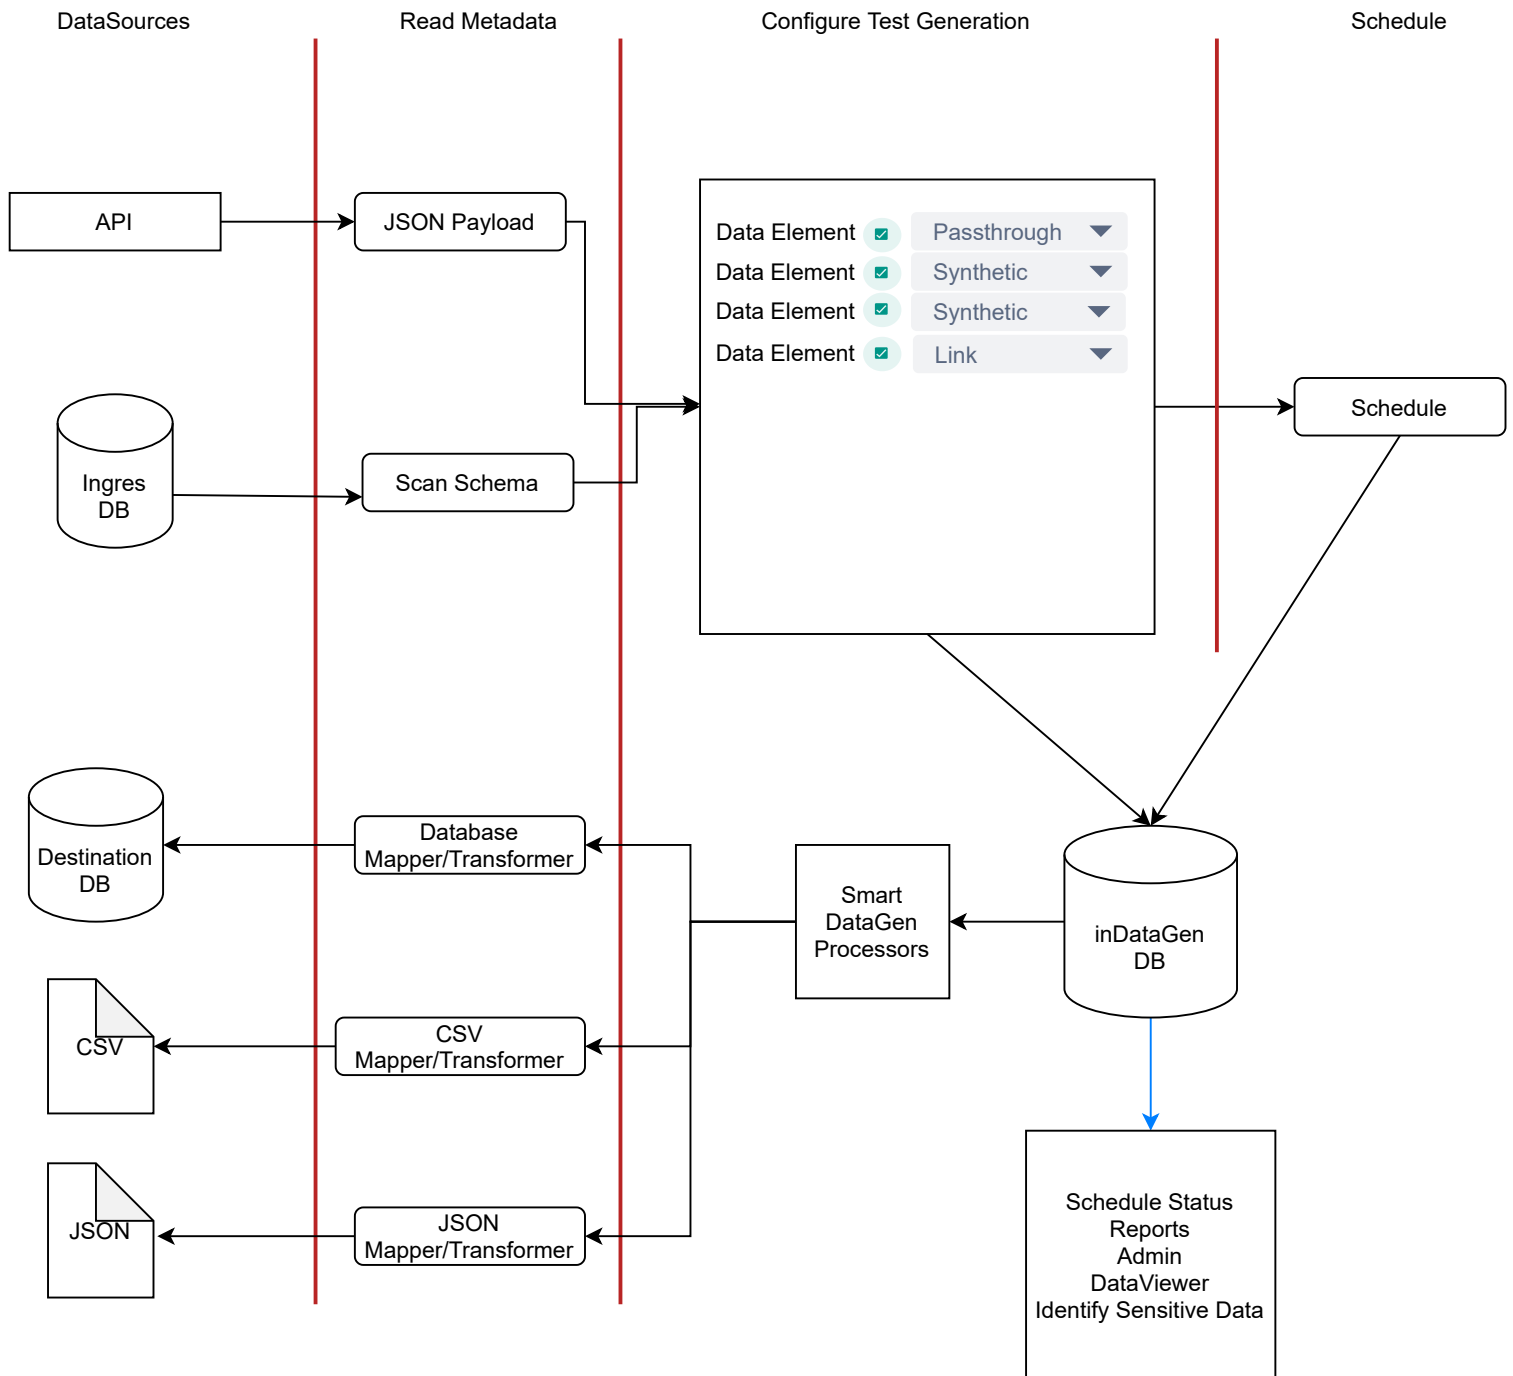 DataSources
Read Metadata
Configure Test Generation
Schedule
API
JSON Payload
Data Element
Passthrough
Data Element
Synthetic
Data Element
Synthetic
Data Element
Link
Schedule
Ingres
DB
Scan Schema
Destination
DB
Database
Mapper/Transformer
Smart
DataGen
Processors
inDataGen
DB
CSV
CSV
Mapper/Transformer
JSON
JSON
Mapper/Transformer
Schedule Status
Reports
Admin
DataViewer
Identify Sensitive Data